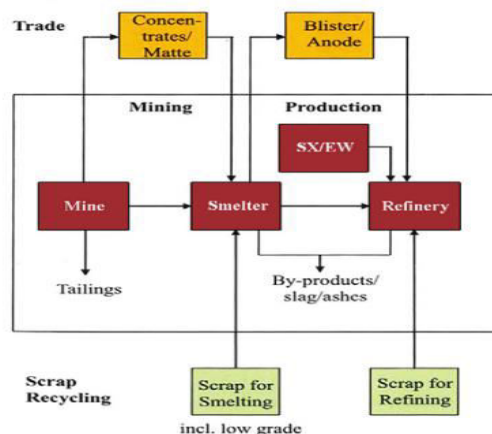 Trade
Concen-
trates/
Matte
Blister/
Anode
Mining
Production
SX/EW
Mine
Smelter
Refinery
Tailings
By-products/
slag/ashes
Scrap
Recycling
Scrap for
Smelting
Scrap for
Refining
incl. low grade